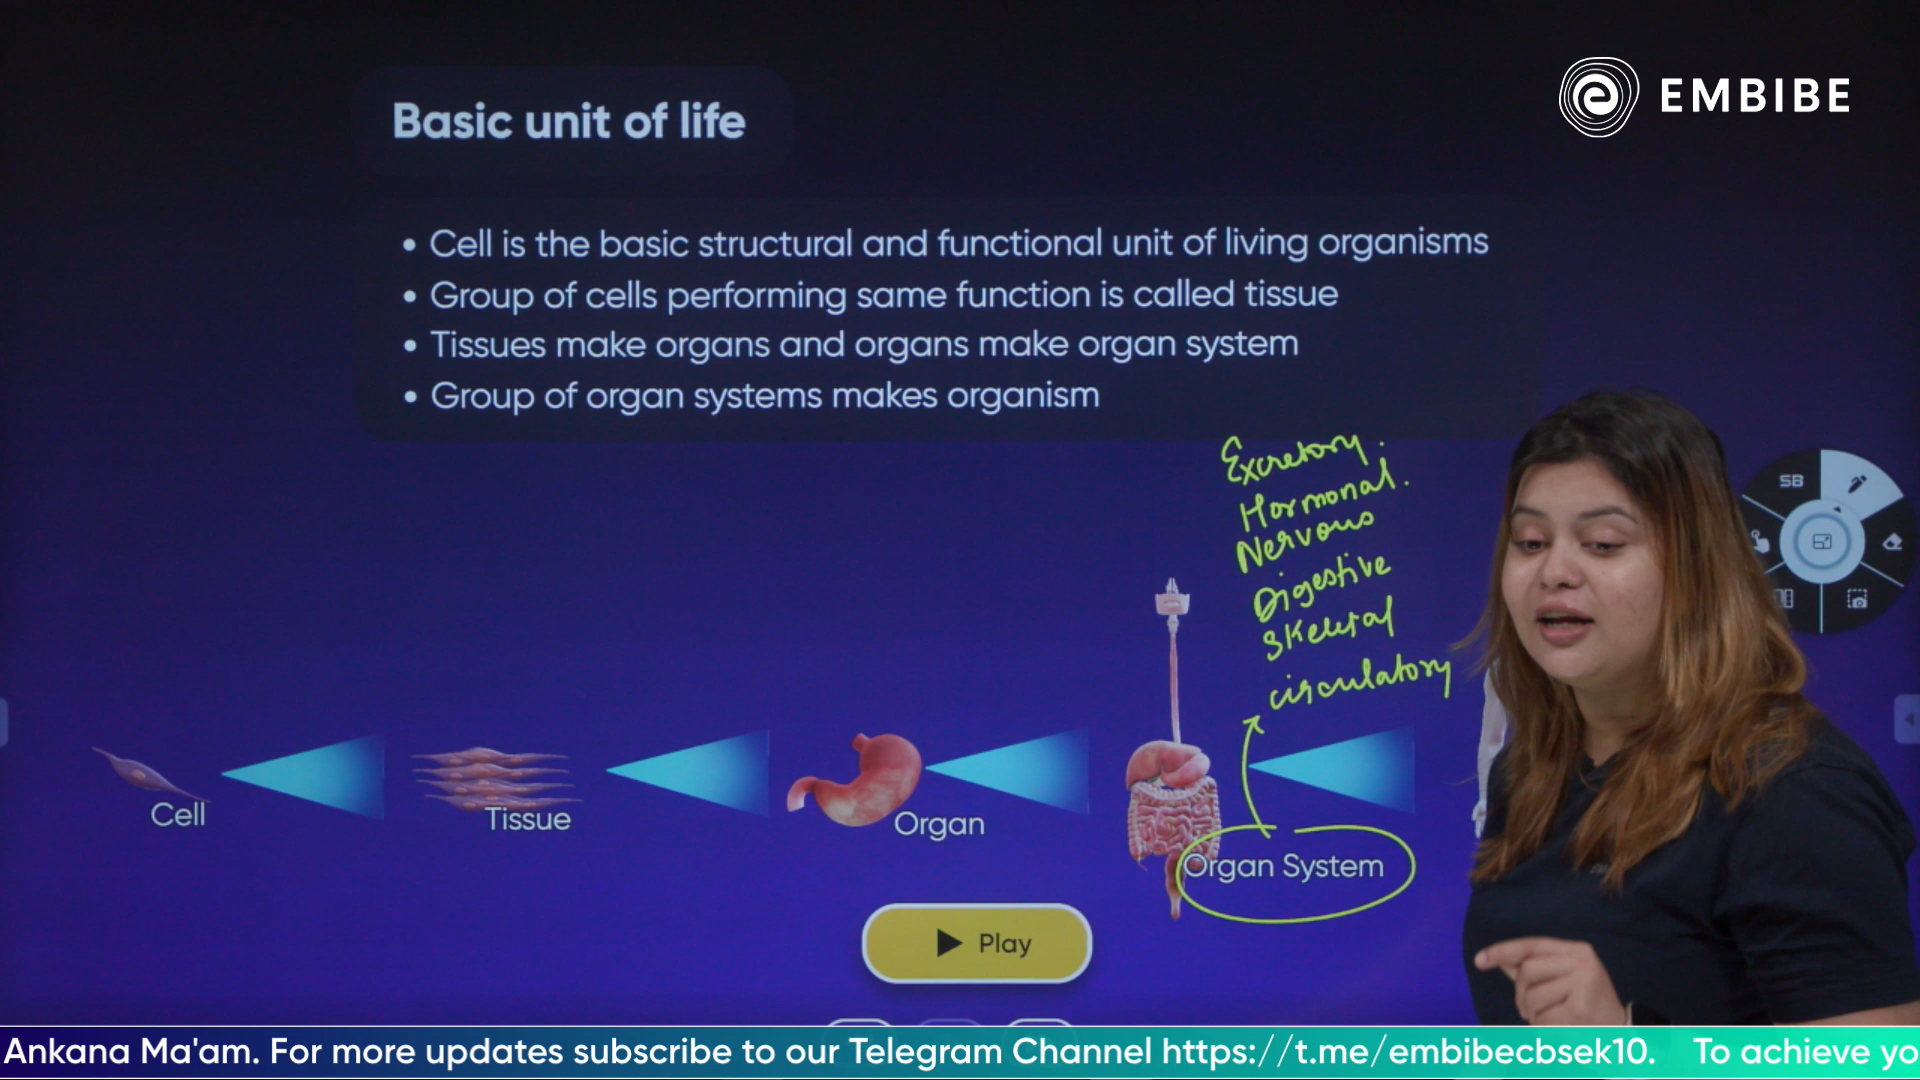 EMBIBE
Basic unit of life
• Cell is the basic structural and functional unit of living organisms
• Group of cells performing same function is called tissue
• Tissues make organs and organs make organ system
• Group of organ systems makes organism
Excretory.
Hormonal.
Nervous
Digestive
Skeletal
circulatory
SB
Cell
Tissue
Organ
Organ System
Play
Ankana Ma'am. For more updates subscribe to our Telegram Channel https://t.me/embibecbsek10. To achieve yo